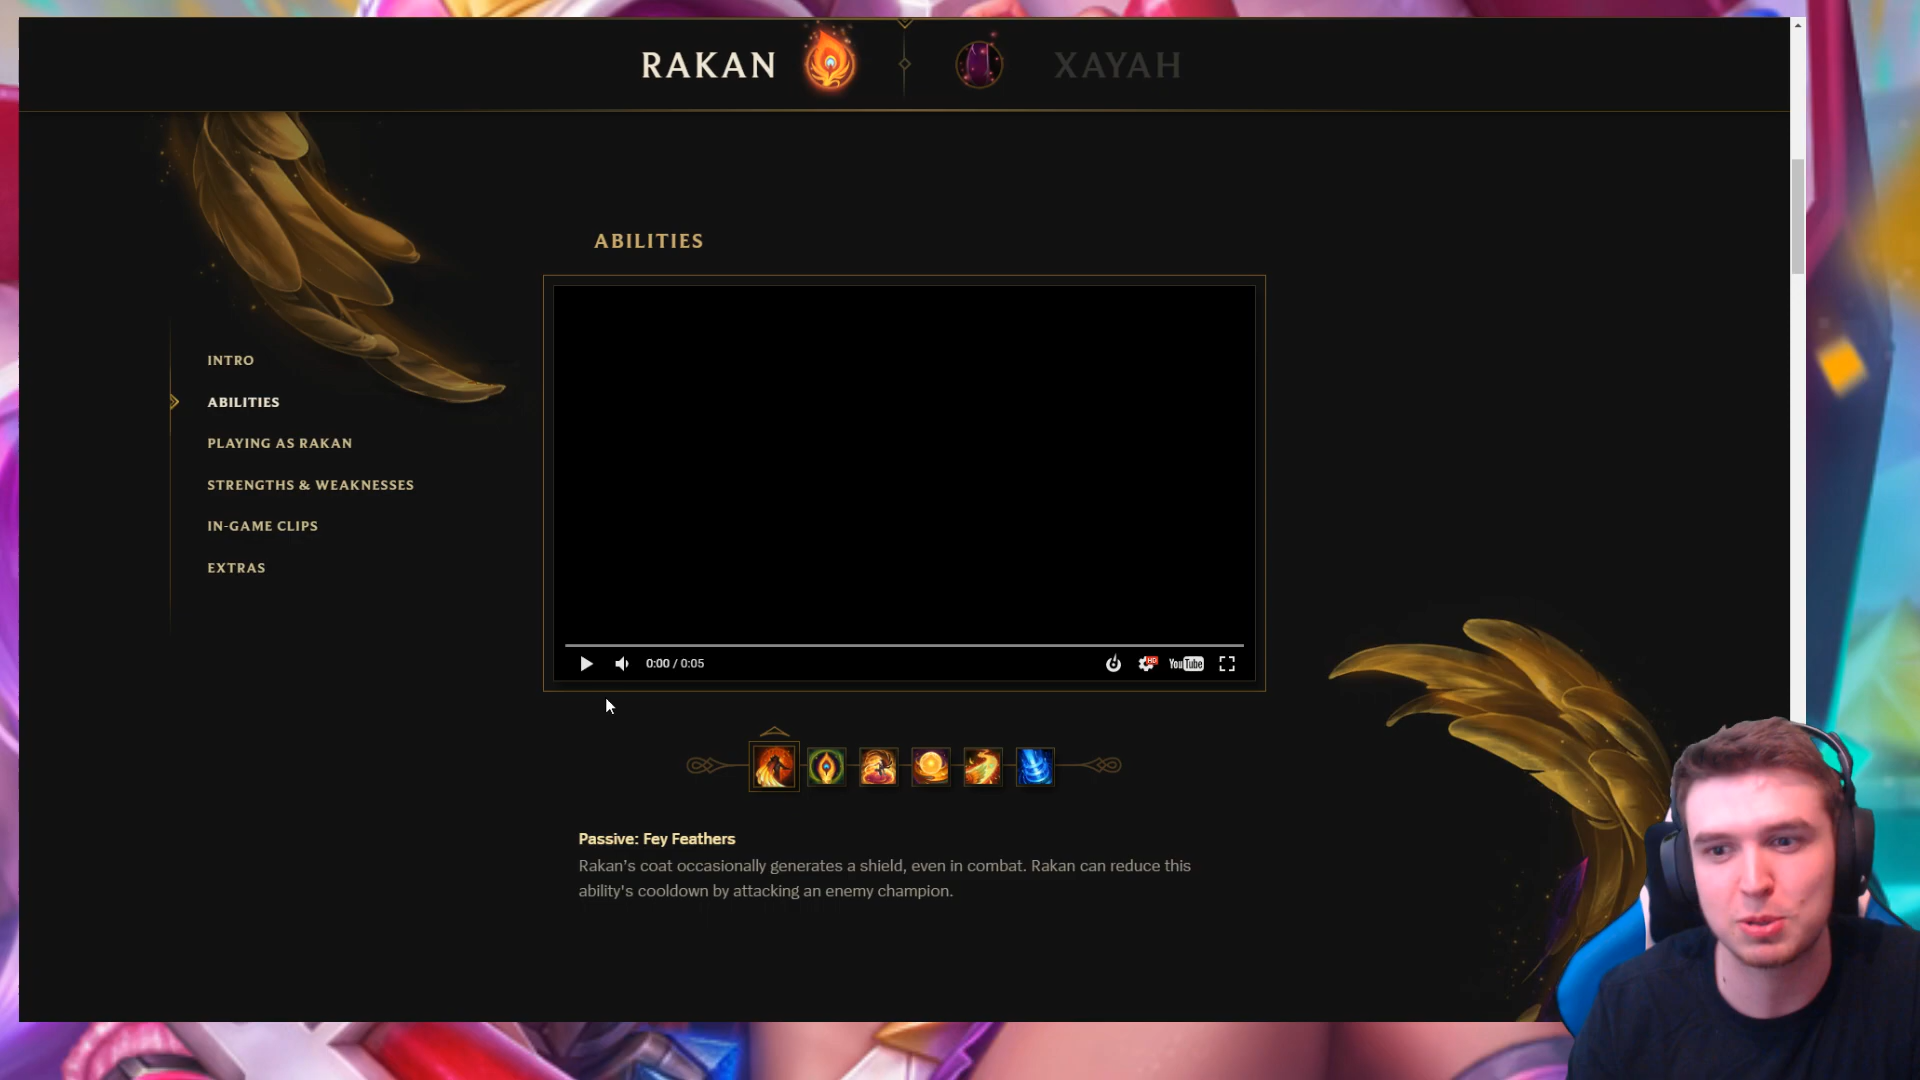 RAKAN
XAYAH
ABILITIES
INTRO
ABILITIES
PLAYING AS RAKAN
STRENGTHS & WEAKNESSES
IN-GAME CLIPS
EXTRAS
0:00 / 0:05
HD
YouTube
Passive: Fey Feathers
Rakan's coat occasionally generates a shield, even in combat. Rakan can reduce this
ability's cooldown by attacking an enemy champion.